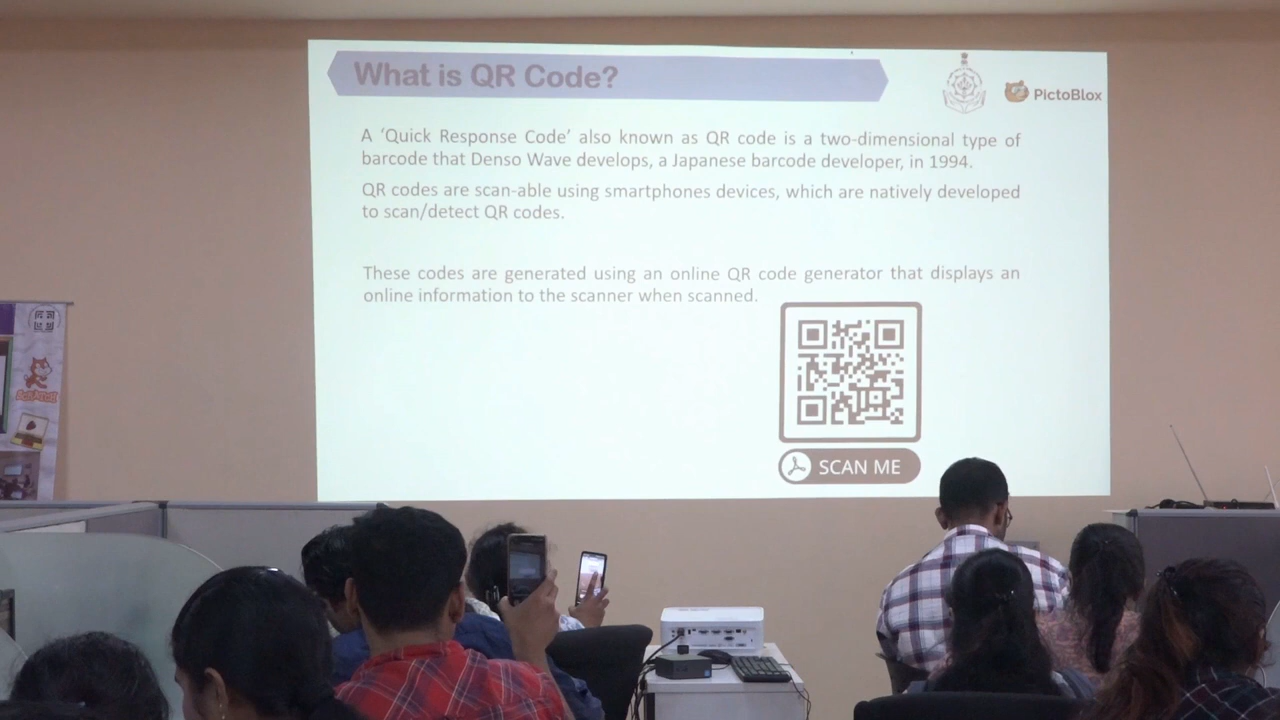 What is QR Code?
PictoBlox
A ‘Quick Response Code’ also known as QR code is a two-dimensional type of
barcode that Denso Wave develops, a Japanese barcode developer, in 1994.
QR codes are scan-able using smartphones devices, which are natively developed
to scan/detect QR codes.
These codes are generated using an online QR code generator that displays an
online information to the scanner when scanned.
SCAN ME